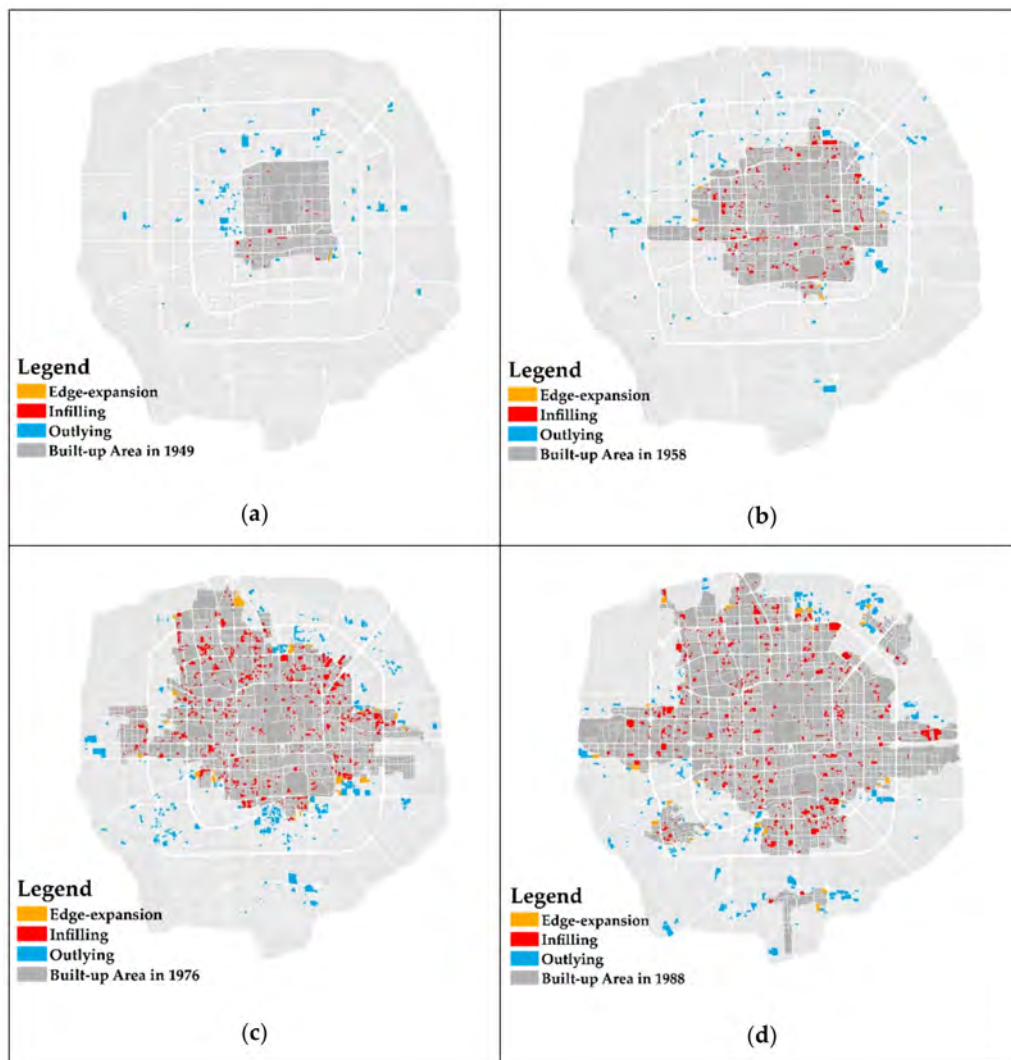 Legend
Edge-expansion
Infilling
Outlying
Built-up Area in 1949
(a)
Legend
Edge-expansion
Infilling
Outlying
Built-up Area in 1958
(b)
Legend
Edge-expansion
Infilling
Outlying
Built-up Area in 1976
(c)
Legend
Edge-expansion
Infilling
Outlying
Built-up Area in 1988
(d)